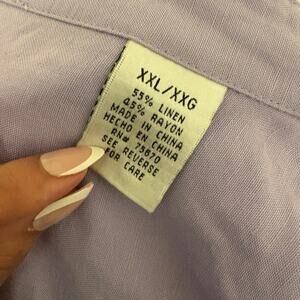 XXL/XXG
55% LINEN
45% RAYON
MADE IN CHINA
HECHO EN CHINA
RN# 75670
SEE REVERSE
FOR CARE